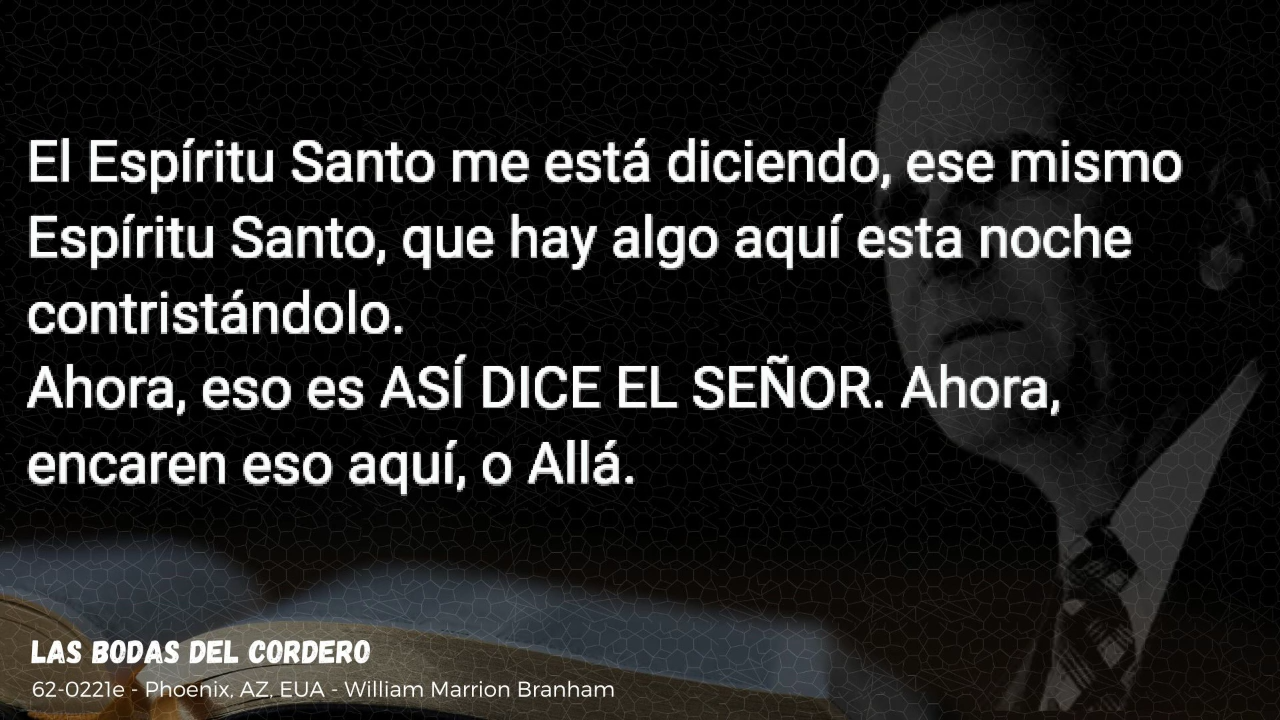 El Espíritu Santo me está diciendo, ese mismo
Espíritu Santo, que hay algo aquí esta noche
contristándolo.
Ahora, eso es ASÍ DICE EL SEÑOR. Ahora,
encaren eso aquí, o Allá.
LAS BODAS DEL CORDERO
62-0221e - Phoenix, AZ, EUA - William Marrion Branham